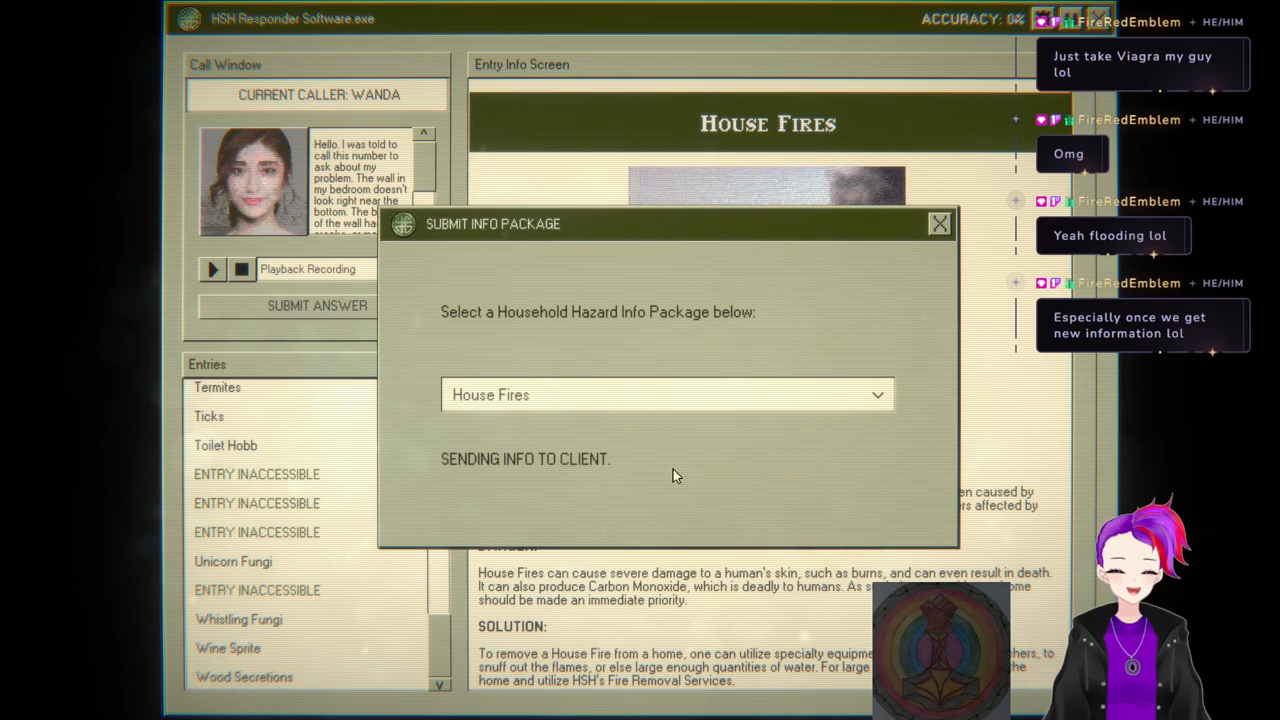 HSH Responder Software.exe
ACCURACY: 0%
Call Window
CURRENT CALLER: WANDA
Hello. I was told to
call this number to
ask about my
problem. The wall in
my bedroom doesn't
look right near the
bottom. The b
of the wall has
Playback Recording
SUBMIT ANSWER
Entries
Termites
Ticks
Toilet Hobb
ENTRY INACCESSIBLE
ENTRY INACCESSIBLE
ENTRY INACCESSIBLE
Unicorn Fungi
ENTRY INACCESSIBLE
Whistling Fungi
Wine Sprite
Wood Secretions
Entry Info Screen
HOUSE FIRES
SUBMIT INFO PACKAGE
Select a Household Hazard Info Package below:
House Fires
SENDING INFO TO CLIENT.
en caused by
rs affected by
House Fires can cause severe damage to a human's skin, such as burns, and can even result in death.
It can also produce Carbon Monoxide, which is deadly to humans. As s ome
should be made an immediate priority.
SOLUTION:
To remove a House Fire from a home, one can utilize specialty equipme hers, to
snuff out the flames, or else large enough quantities of water. For large the
home and utilize HSH's Fire Removal Services.
FireRedEmblem + HE/HIM
Just take Viagra my guy
lol
FireRedEmblem + HE/HIM
Omg
FireRedEmblem + HE/HIM
Yeah flooding lol
FireRedEmblem + HE/HIM
Especially once we get
new information lol